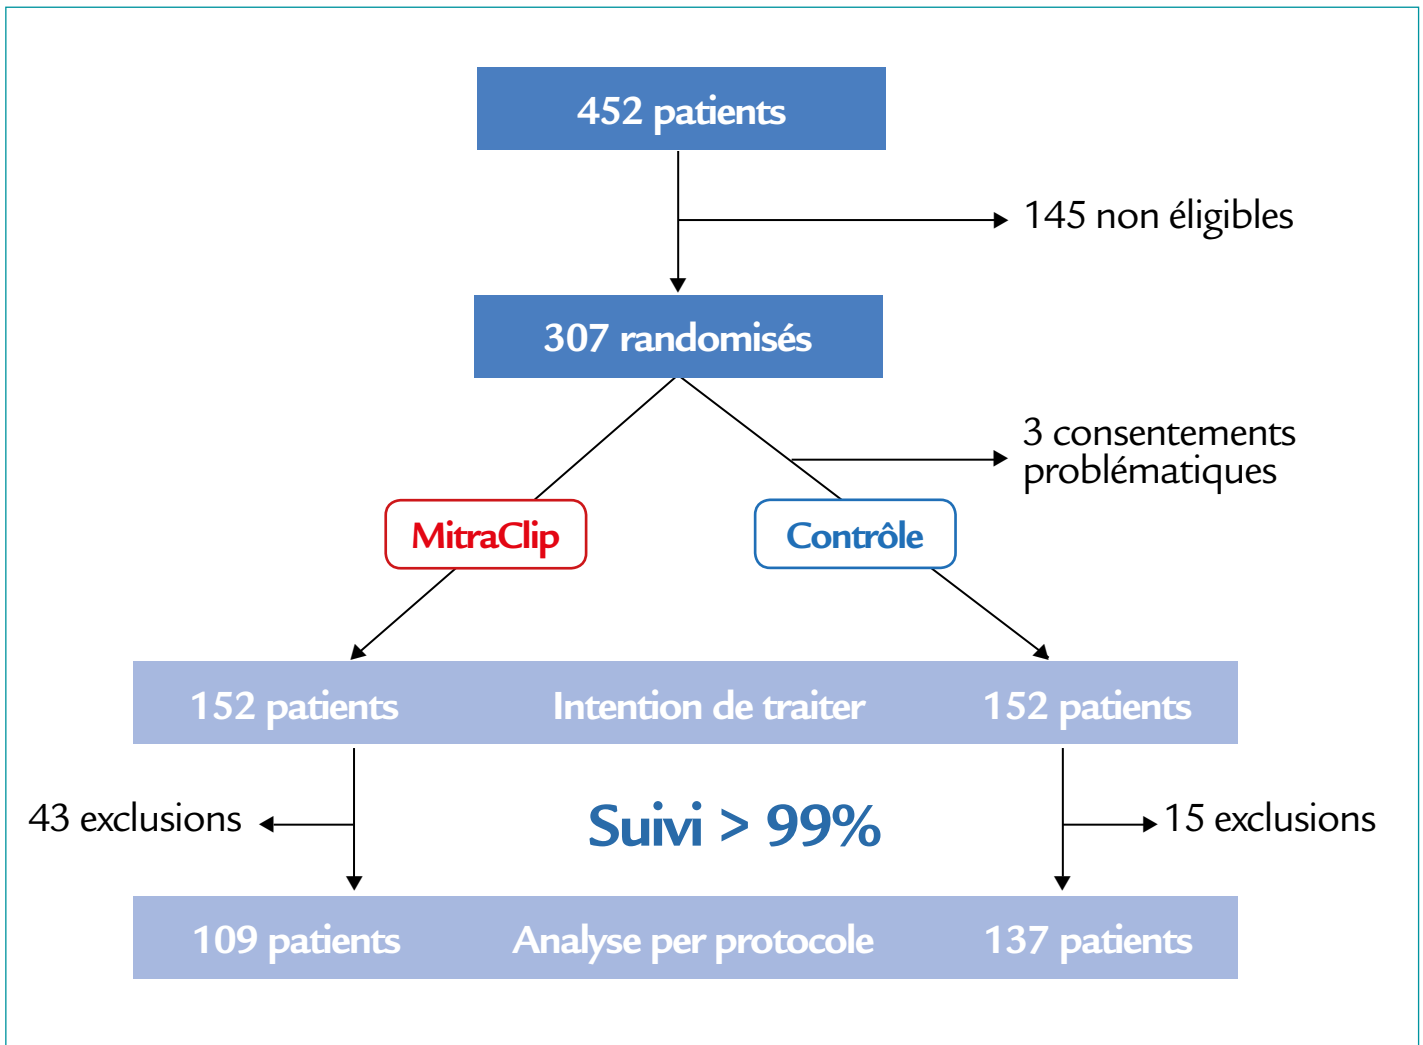 452 patients
145 non éligibles
307 randomisés
3 consentements
problématiques
MitraClip
Contrôle
152 patients
Intention de traiter
152 patients
43 exclusions
Suivi > 99%
15 exclusions
109 patients
Analyse per protocole
137 patients